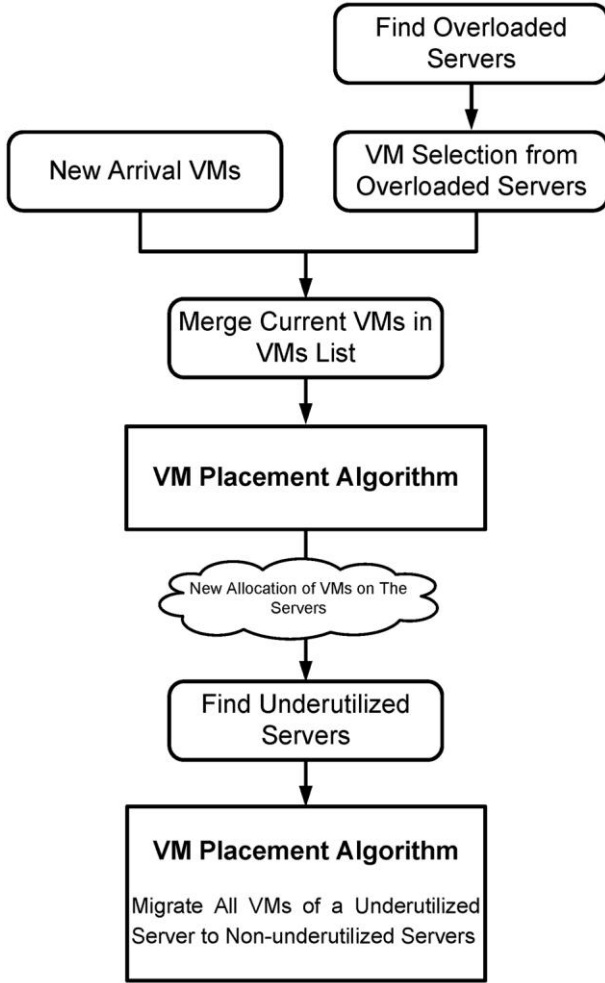 Find Overloaded
Servers
New Arrival VMs
VM Selection from
Overloaded Servers
Merge Current VMs in
VMs List
VM Placement Algorithm
New Allocation of VMs on The
Servers
Find Underutilized
Servers
VM Placement Algorithm
Migrate All VMs of a Underutilized
Server to Non-underutilized Servers